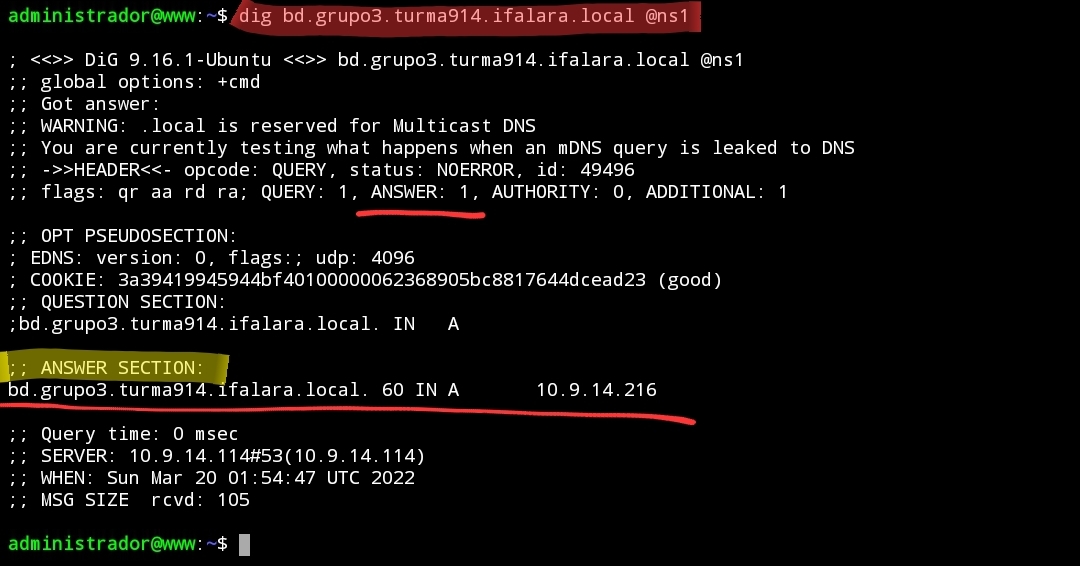 administrador@www:~$ dig bd.grupo3.turma914.ifalara.local @ns1
; <<>> DiG 9.16.1-Ubuntu <<>> bd.grupo3.turma914.ifalara.local @ns1
;; global options: +cmd
;; Got answer:
;; WARNING: .local is reserved for Multicast DNS
;; You are currently testing what happens when an mDNS query is leaked to DNS
;; ->>HEADER<<- opcode: QUERY, status: NOERROR, id: 49496
;; flags: qr aa rd ra; QUERY: 1, ANSWER: 1, AUTHORITY: 0, ADDITIONAL: 1
;; OPT PSEUDOSECTION:
; EDNS: version: 0, flags:; udp: 4096
; COOKIE: 3a39419945944bf40100000062368905bc8817644dcead23 (good)
;; QUESTION SECTION:
;bd.grupo3.turma914.ifalara.local. IN A
;; ANSWER SECTION:
bd.grupo3.turma914.ifalara.local. 60 IN A 10.9.14.216
;; Query time: 0 msec
;; SERVER: 10.9.14.114#53(10.9.14.114)
;; WHEN: Sun Mar 20 01:54:47 UTC 2022
;; MSG SIZE rcvd: 105
administrador@www:~$